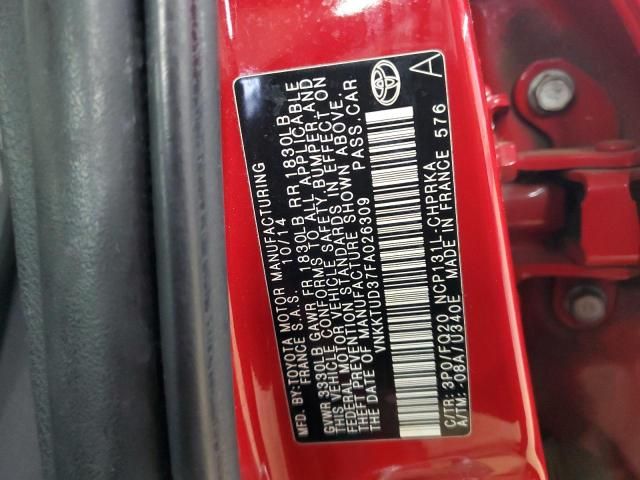 MFD. BY: TOYOTA MOTOR MANUFACTURING
FRANCE S.A.S. 10/14
GVWR 3330LB GAWR FR 1830LB RR 1830LB
THIS VEHICLE CONFORMS TO ALL APPLICABLE
FEDERAL MOTOR VEHICLE SAFETY BUMPER, AND
THEFT PREVENTION STANDARDS IN EFFECT ON
THE DATE OF MANUFACTURE SHOWN ABOVE.
VNKKTUD37FA026309 PASS.CAR
C/TR: 3P0/FQ20 NCP131L-CHPRKA
A/TM: -08A/U340E MADE IN FRANCE 576
A